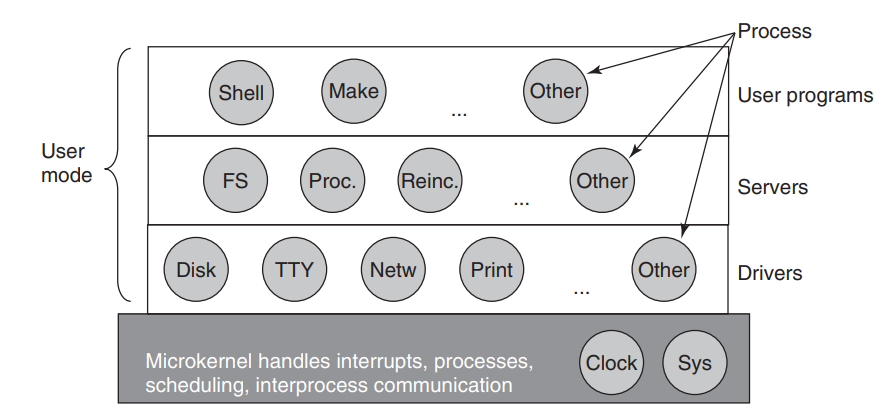 Process
Shell
Make
...
Other
User programs
User
mode
FS
Proc.
Reinc.
...
Other
Servers
Disk
TTY
Netw
Print
...
Other
Drivers
Microkernel handles interrupts, processes,
scheduling, interprocess communication
Clock
Sys